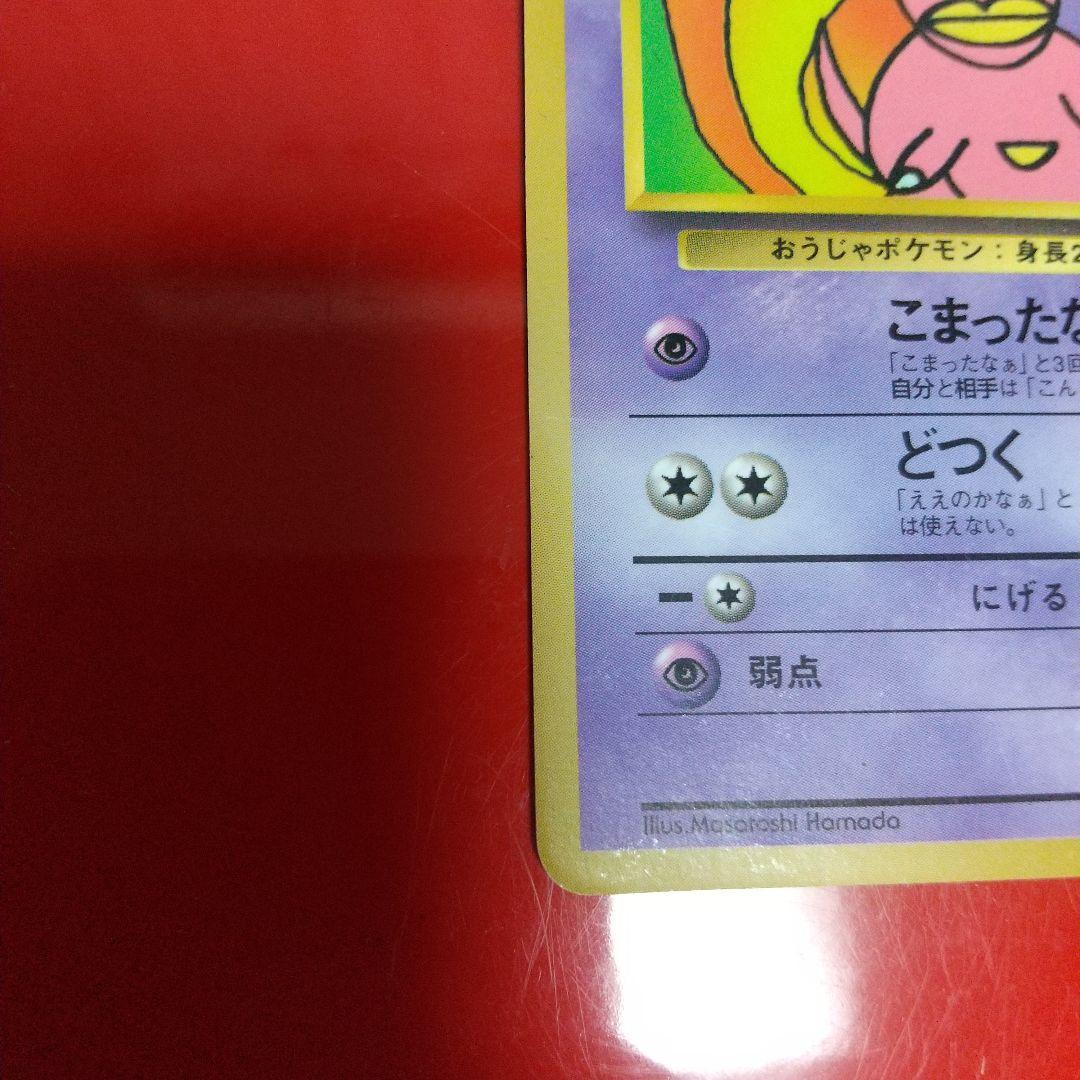 おうじゃポケモン：身長2
こまったな
「こまったなぁ」と3回
自分と相手は「こん
どつく
「ええのかなぁ」と
は使えない。
－ にげる
弱点
Illus.Masatoshi Hamada